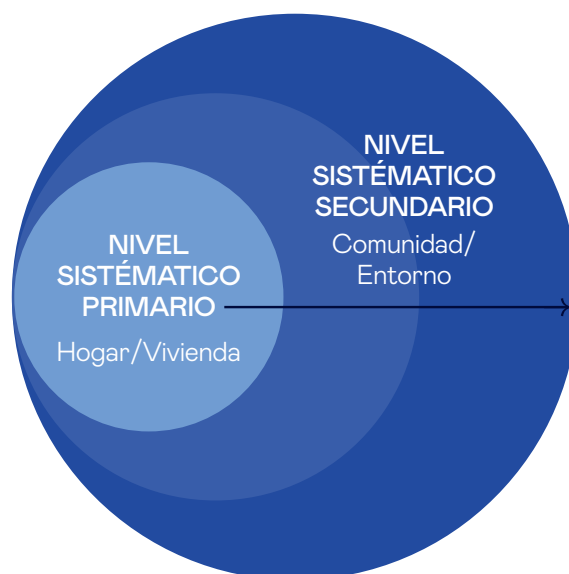 NIVEL
SISTÉMATICO
PRIMARIO
Hogar/Vivienda
NIVEL
SISTÉMATICO
SECUNDARIO
Comunidad/
Entorno